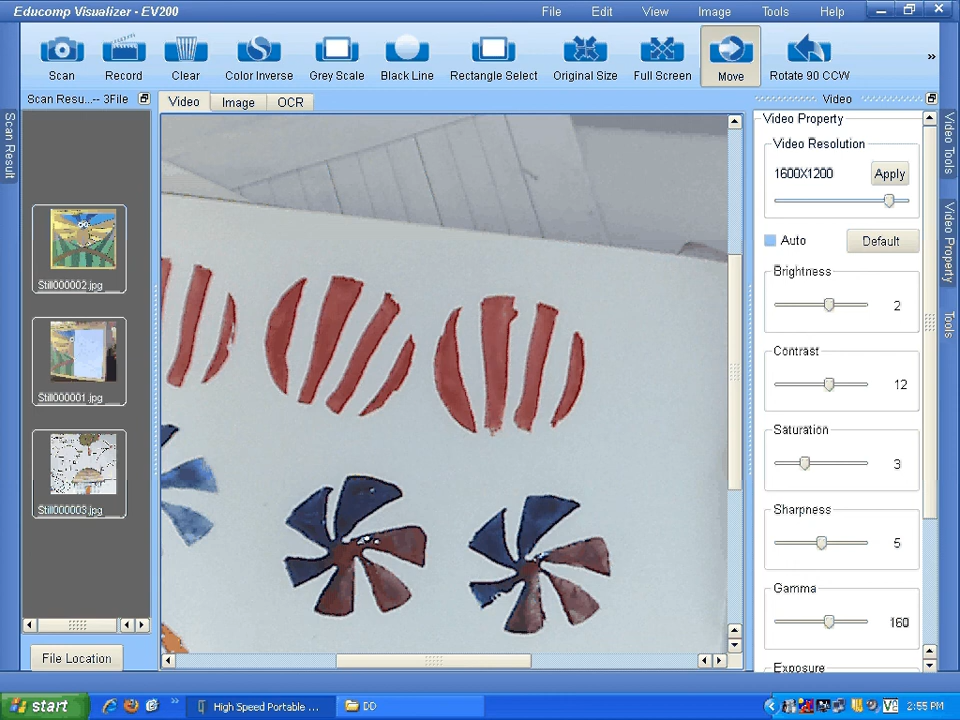 Educomp Visualizer - EV200
File Edit View Image Tools Help
Scan Record Clear Color Inverse Grey Scale Black Line Rectangle Select Original Size Full Screen Move Rotate 90 CCW »
Scan Resu...-- 3File
Video Image OCR
Video
Scan Result
Still000002.jpg
Still000001.jpg
Still000003.jpg
File Location
Video Property
Video Resolution
1600X1200 Apply
Auto Default
Brightness
2
Contrast
12
Saturation
3
Sharpness
5
Gamma
160
Exposure
Video Tools
Video Property
Tools
start » High Speed Portable ... DD 2:55 PM